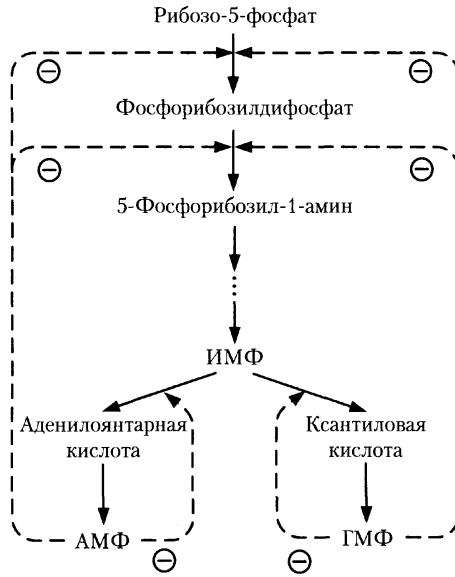 Рибозо-5-фосфат
⊖ ⊖
Фосфорибозилдифосфат
⊖ ⊖
5-Фосфорибозил-1-амин
ИМФ
Аденилоянтарная
кислота
Ксантиловая
кислота
АМФ
ГМФ
⊖ ⊖